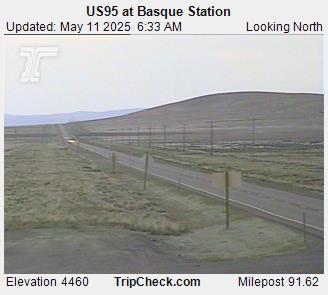 US95 at Basque Station
Updated: May 11 2025 6:33 AM Looking North
Elevation 4460 TripCheck.com Milepost 91.62